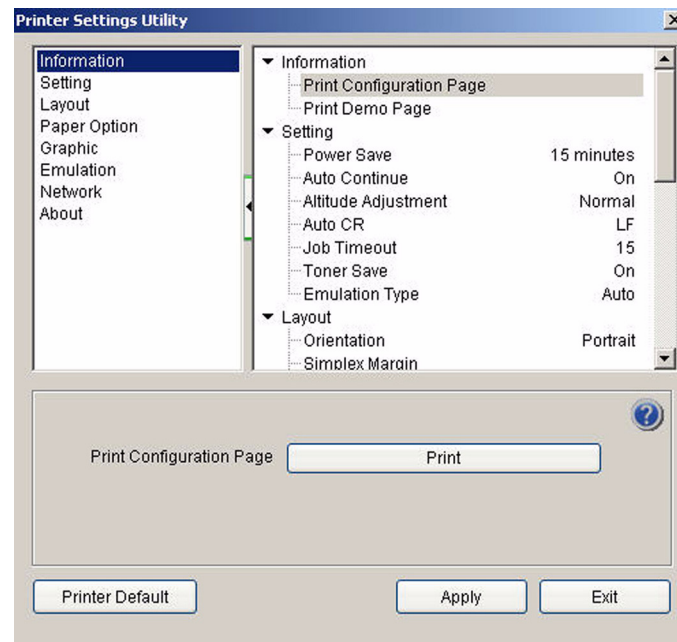 Printer Settings Utility
Information
Setting
Layout
Paper Option
Graphic
Emulation
Network
About
Information
Print Configuration Page
Print Demo Page
Setting
Power Save 15 minutes
Auto Continue On
Altitude Adjustment Normal
Auto CR LF
Job Timeout 15
Toner Save On
Emulation Type Auto
Layout
Orientation Portrait
Simplex Margin
?
Print Configuration Page Print
Printer Default Apply Exit